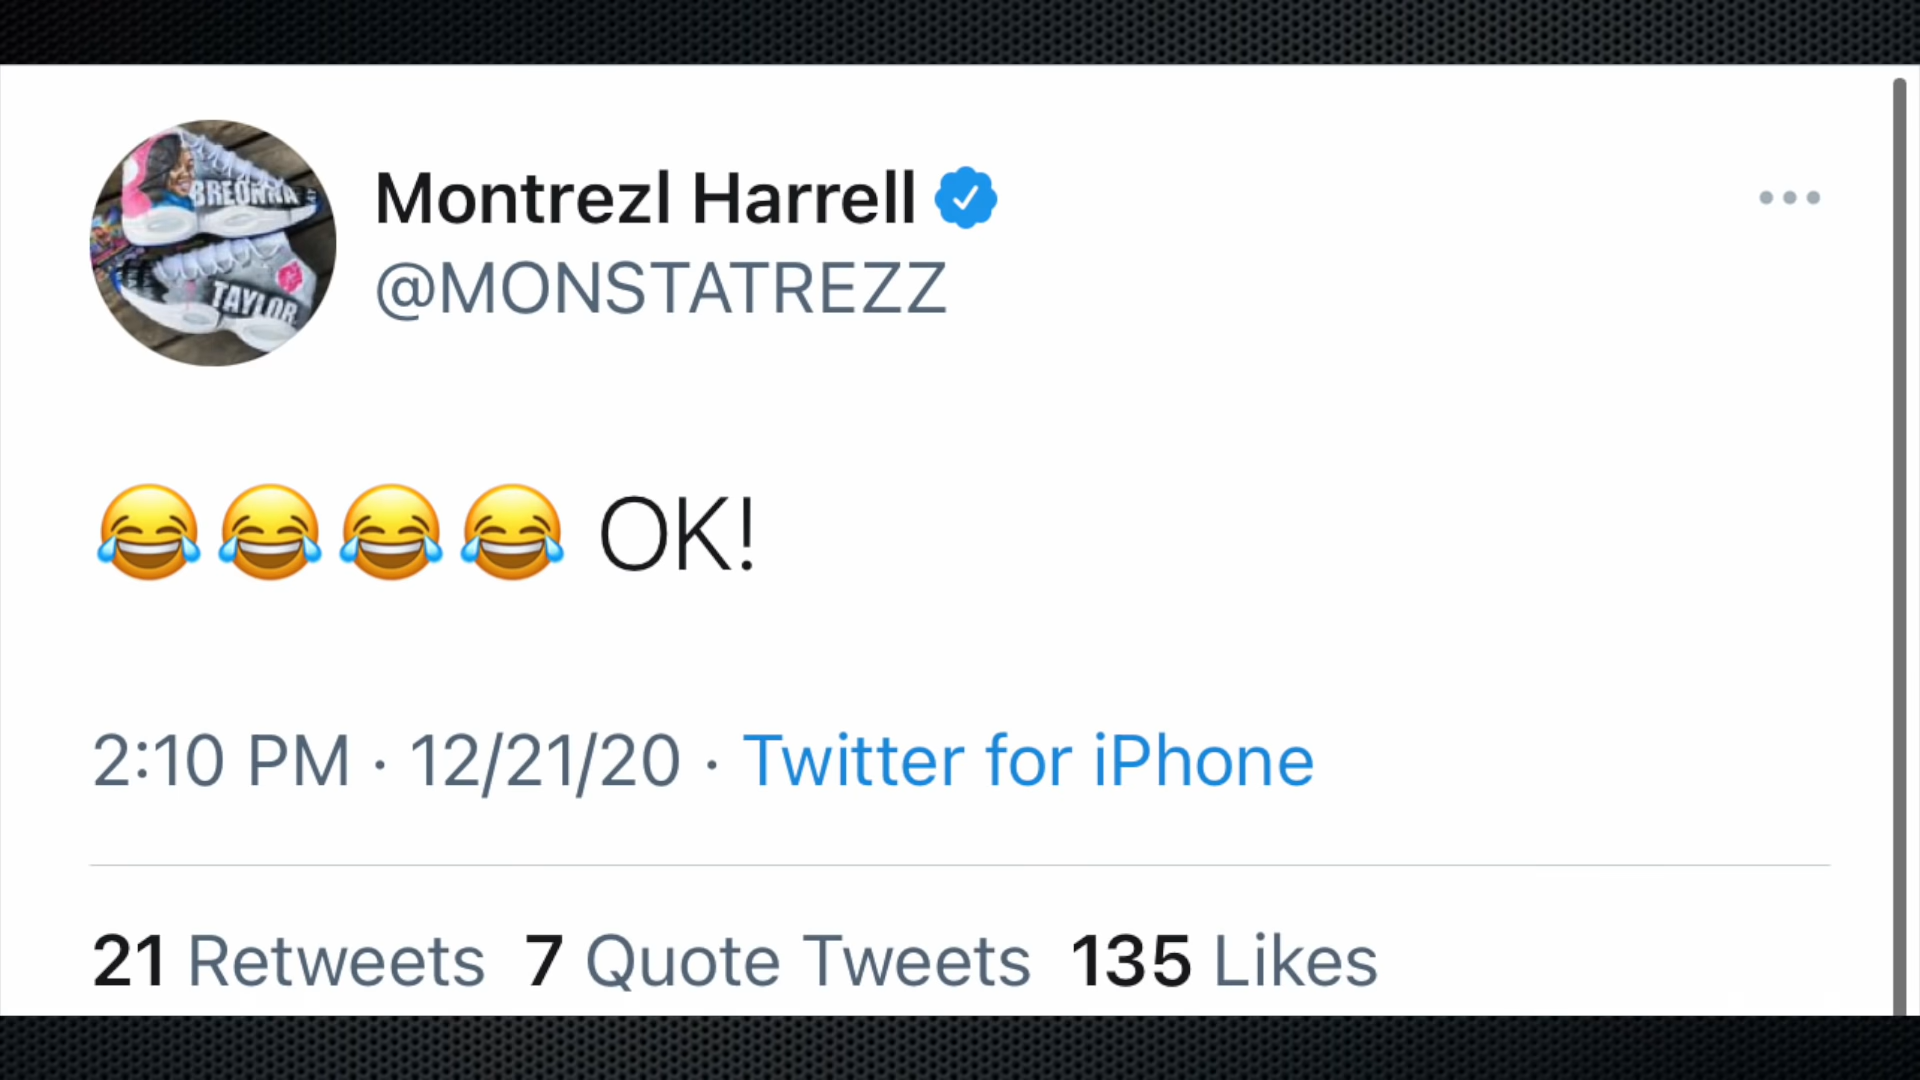 BREONNA
TAYLOR
Montrezl Harrell
@MONSTATREZZ
😂😂😂😂 OK!
2:10 PM · 12/21/20 · Twitter for iPhone
21 Retweets 7 Quote Tweets 135 Likes